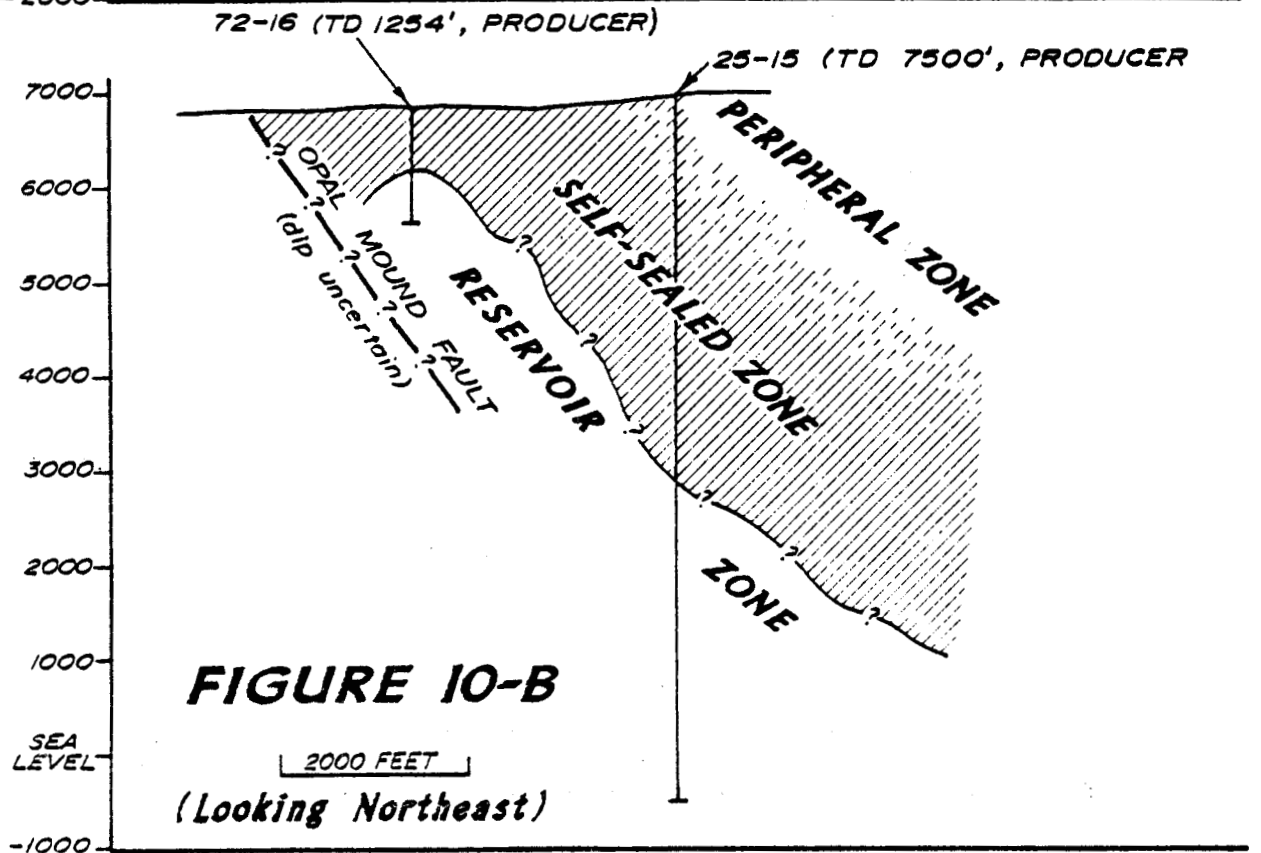 72-16 (TD 1254', PRODUCER)
25-15 (TD 7500', PRODUCER
7000
6000
5000
4000
3000
2000
1000
SEA
LEVEL
-1000
PERIPHERAL ZONE
SELF-SEALED ZONE
RESERVOIR
ZONE
OPAL MOUND FAULT
(dip uncertain)
?
?
?
?
?
?
?
?
?
?
?
FIGURE 10-B
2000 FEET
(Looking Northeast)